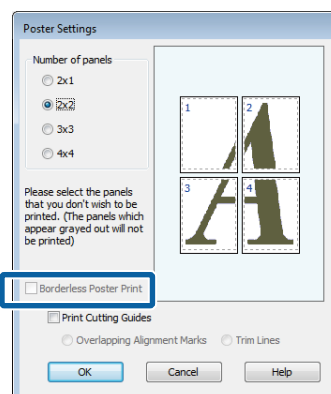 Poster Settings
Number of panels
2x1
2x2
3x3
4x4
Please select the panels
that you don't wish to be
printed. (The panels which
appear grayed out will not
be printed)
1
2
3
4
A
Borderless Poster Print
Print Cutting Guides
Overlapping Alignment Marks
Trim Lines
OK
Cancel
Help